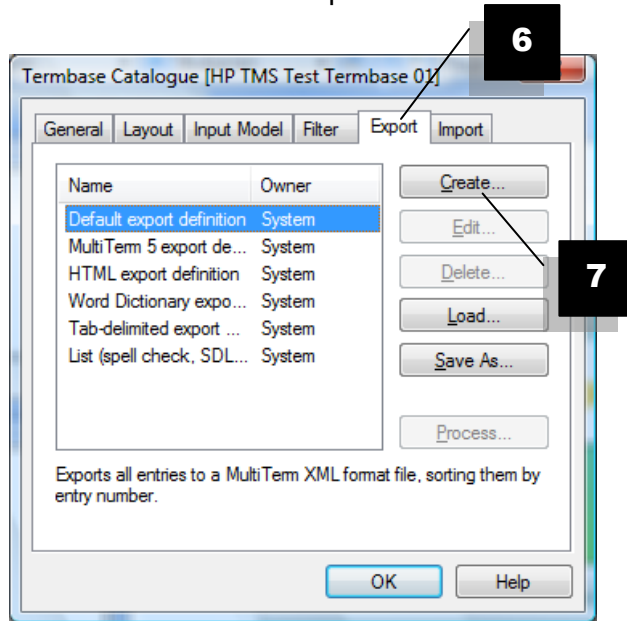 6
Termbase Catalogue [HP TMS Test Termbase 01]
General Layout Input Model Filter Export Import
Name Owner Create...
Default export definition System Edit...
MultiTerm 5 export de... System
HTML export definition System Delete...
7
Word Dictionary expo... System Load...
Tab-delimited export ... System
List (spell check, SDL... System Save As...
Process...
Exports all entries to a MultiTerm XML format file, sorting them by
entry number.
OK Help